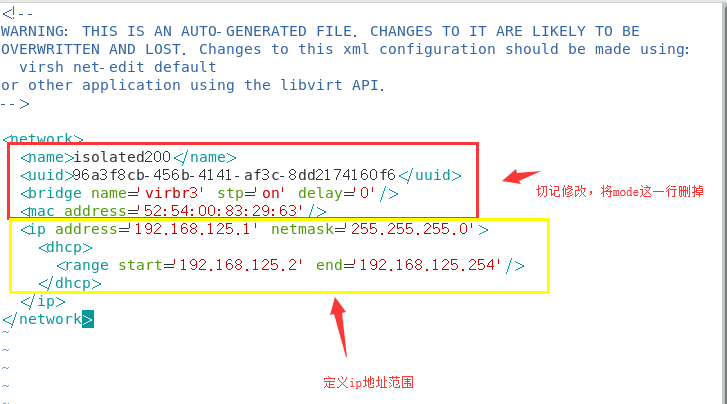 <!--
WARNING: THIS IS AN AUTO-GENERATED FILE. CHANGES TO IT ARE LIKELY TO BE
OVERWRITTEN AND LOST. Changes to this xml configuration should be made using:
  virsh net-edit default
or other application using the libvirt API.
-->
<network>
  <name>isolated200</name>
  <uuid>96a3f8cb-456b-4141-af3c-8dd2174160f6</uuid>
  <bridge name='virbr3' stp='on' delay='0'/>
切记修改，将mode这一行删掉
  <mac address='52:54:00:83:29:63'/>
  <ip address='192.168.125.1' netmask='255.255.255.0'>
    <dhcp>
      <range start='192.168.125.2' end='192.168.125.254'/>
    </dhcp>
  </ip>
</network>
~
~
~
~
定义ip地址范围
~